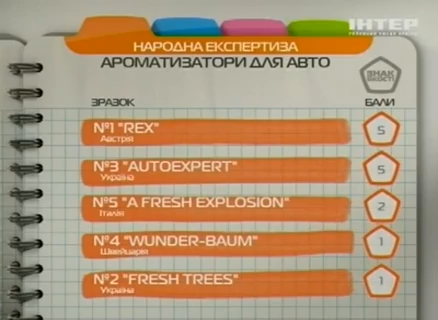 ІНТЕР
НАРОДНА ЕКСПЕРТИЗА
АРОМАТИЗАТОРИ ДЛЯ АВТО
ЗНАК ЯКОСТІ
ЗРАЗОК БАЛИ
№1 "REX" 5
Австрія
№3 "AUTOEXPERT" 5
Україна
№5 "A FRESH EXPLOSION" 2
Італія
№4 "WUNDER-BAUM" 1
Швейцарія
№2 "FRESH TREES" 1
Україна